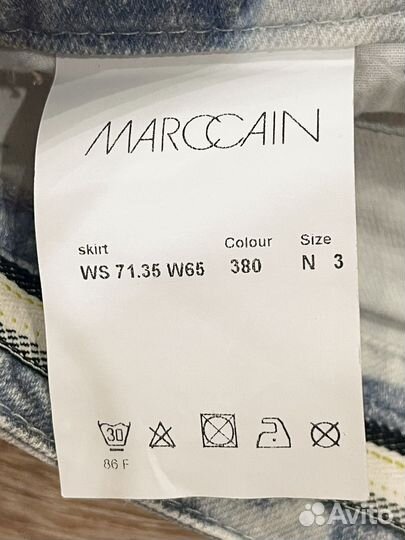 MARCCAIN
skirt Colour Size
WS 71.35 W65 380 N 3
30
86 F
Avito